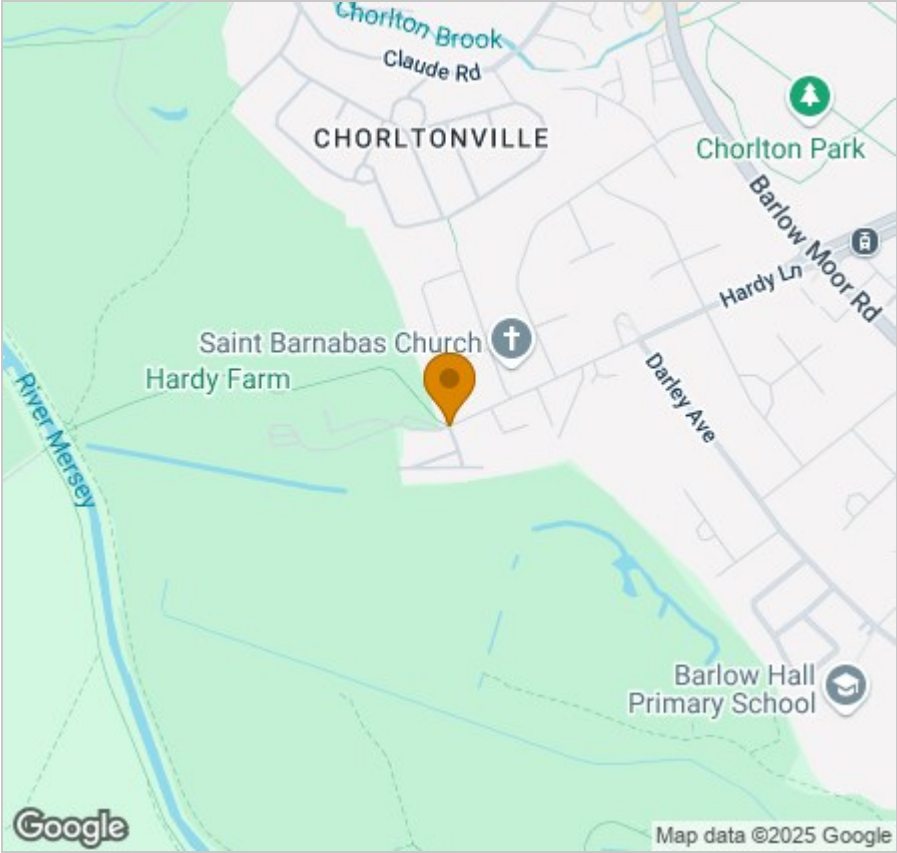 Chorlton Brook
Claude Rd
CHORLTONVILLE
Chorlton Park
Barlow Moor Rd
Hardy Ln
Saint Barnabas Church
Hardy Farm
Darley Ave
River Mersey
Barlow Hall
Primary School
Google
Map data ©2025 Google